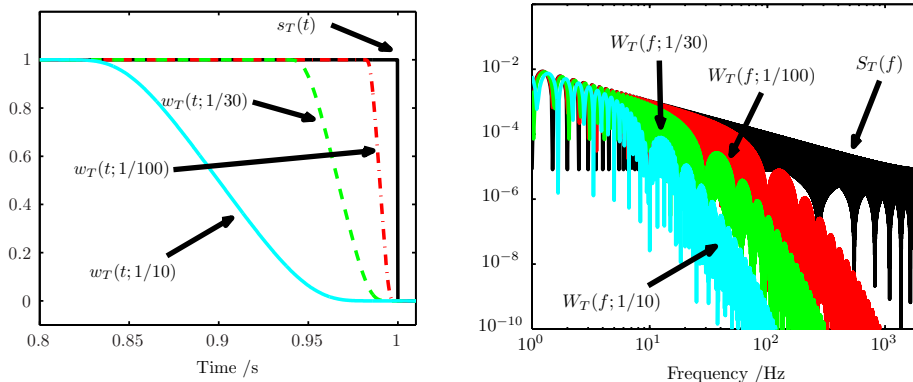 s_T(t)
1
0.8
0.6
0.4
0.2
0
w_T(t; 1/30)
w_T(t; 1/100)
w_T(t; 1/10)
0.8
0.85
0.9
0.95
1
Time /s
W_T(f; 1/30)
W_T(f; 1/100)
S_T(f)
10^-2
10^-4
10^-6
10^-8
10^-10
W_T(f; 1/10)
10^0
10^1
10^2
10^3
Frequency /Hz